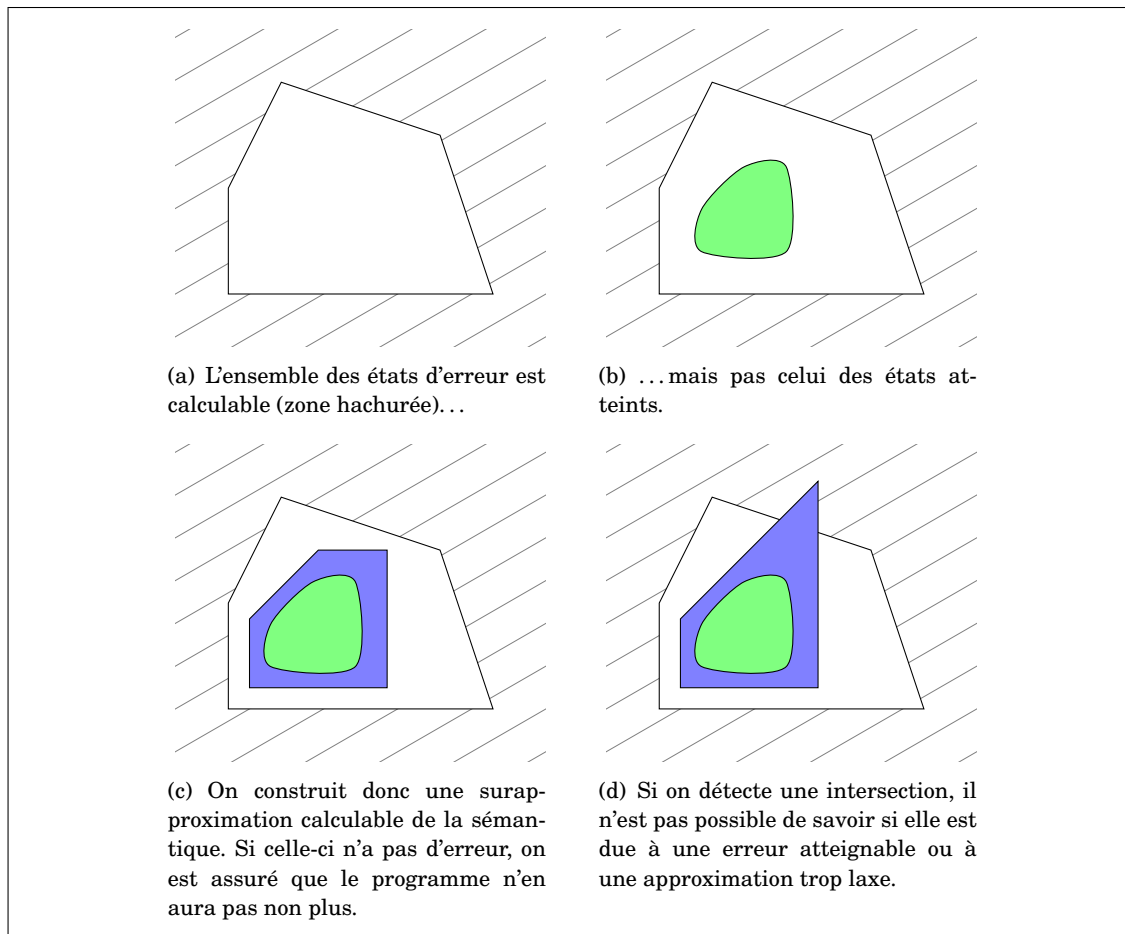 (a) L'ensemble des états d'erreur est
calculable (zone hachurée)...
(b) ...mais pas celui des états at-
teints.
(c) On construit donc une surap-
proximation calculable de la séman-
tique. Si celle-ci n'a pas d'erreur, on
est assuré que le programme n'en
aura pas non plus.
(d) Si on détecte une intersection, il
n'est pas possible de savoir si elle est
due à une erreur atteignable ou à
une approximation trop laxe.